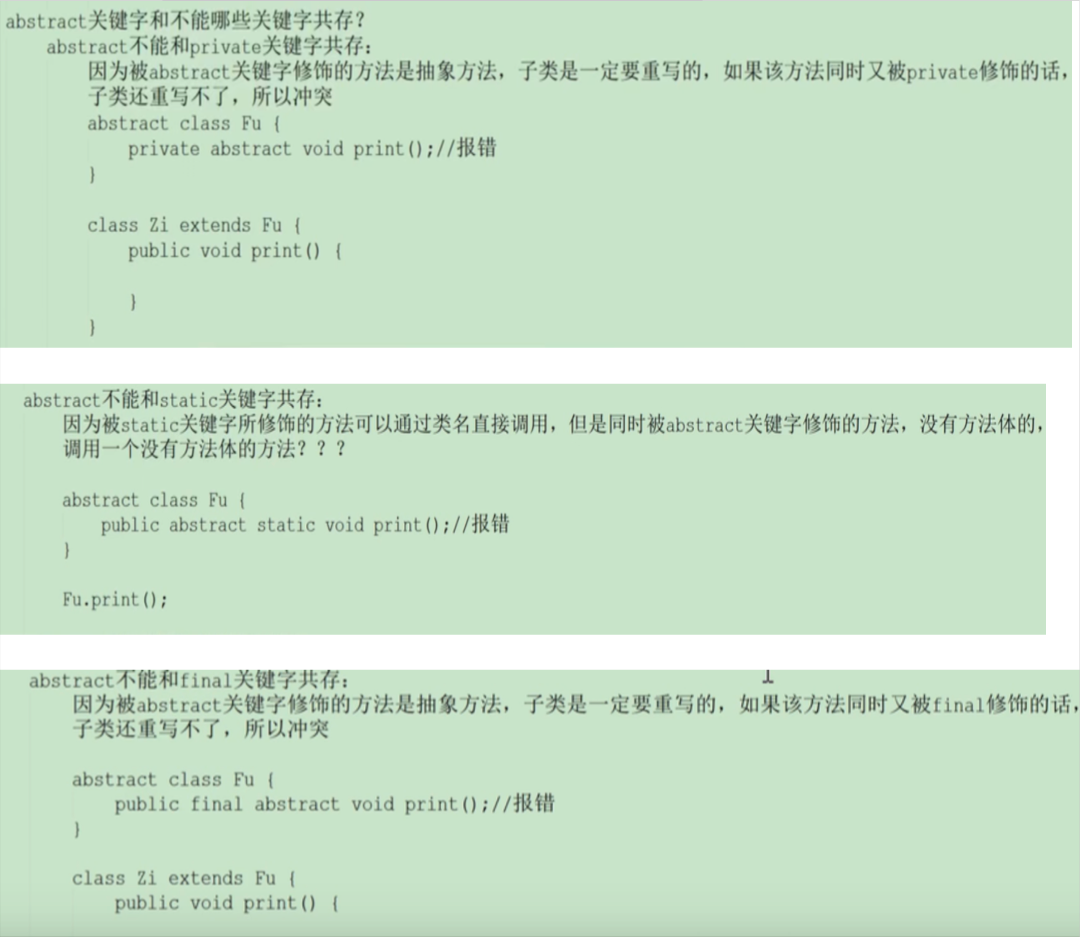 abstract关键字和不能哪些关键字共存？
abstract不能和private关键字共存：
因为被abstract关键字修饰的方法是抽象方法，子类是一定要重写的，如果该方法同时又被private修饰的话，
子类还重写不了，所以冲突
abstract class Fu {
private abstract void print();//报错
}
class Zi extends Fu {
public void print() {
}
}
abstract不能和static关键字共存：
因为被static关键字所修饰的方法可以通过类名直接调用，但是同时被abstract关键字修饰的方法，没有方法体的，
调用一个没有方法体的方法？？？
abstract class Fu {
public abstract static void print();//报错
}
Fu.print();
abstract不能和final关键字共存：
因为被abstract关键字修饰的方法是抽象方法，子类是一定要重写的，如果该方法同时又被final修饰的话，
子类还重写不了，所以冲突
abstract class Fu {
public final abstract void print();//报错
}
class Zi extends Fu {
public void print() {